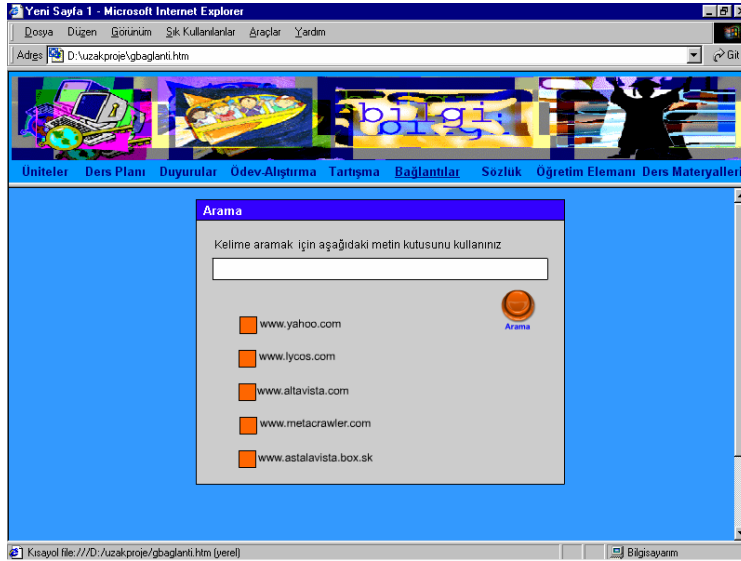 Yeni Sayfa 1 - Microsoft Internet Explorer
Dosya Düzen Görünüm Sık Kullanılanlar Araçlar Yardım
Adres D:\uzakproje\gbaglanti.htm Git
bilgi
Üniteler Ders Planı Duyurular Ödev-Alıştırma Tartışma Bağlantılar Sözlük Öğretim Elemanı Ders Materyalleri
Arama
Kelime aramak için aşağıdaki metin kutusunu kullanınız
Arama
www.yahoo.com
www.lycos.com
www.altavista.com
www.metacrawler.com
www.astalavista.box.sk
Kısayol file:///D:/uzakproje/gbaglanti.htm (yerel) Bilgisayarım